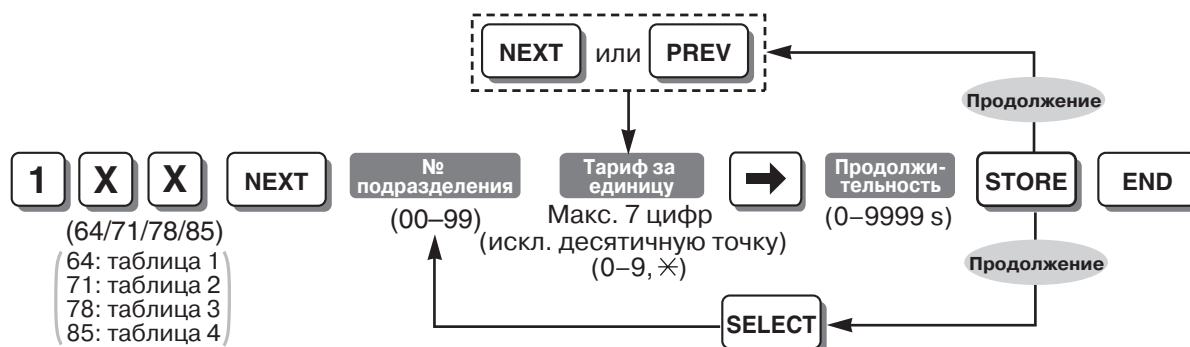 NEXT или PREV
Продолжение
1 X X NEXT
№
подразделения
Тариф за
единицу
➡
Продолжи-
тельность
STORE
END
(64/71/78/85)
(00–99)
Макс. 7 цифр
(0–9999 s)
(искл. десятичную точку)
(0–9, ✳)
64: таблица 1
71: таблица 2
78: таблица 3
85: таблица 4
Продолжение
SELECT